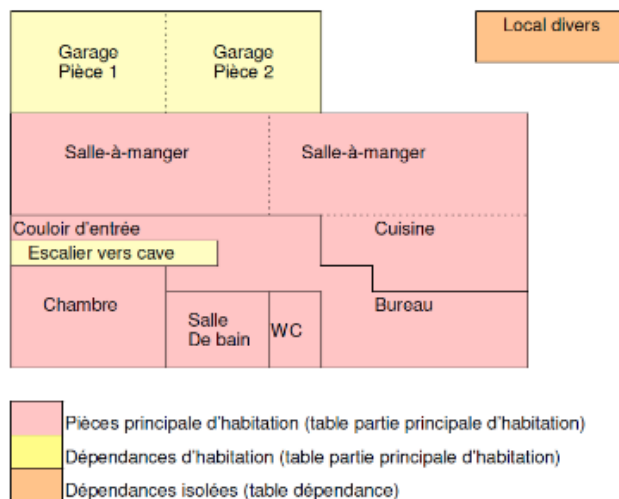 Garage
Pièce 1
Garage
Pièce 2
Local divers
Salle-à-manger
Salle-à-manger
Couloir d'entrée
Cuisine
Escalier vers cave
Chambre
Bureau
Salle
De bain
WC
Pièces principale d'habitation (table partie principale d'habitation)
Dépendances d'habitation (table partie principale d'habitation)
Dépendances isolées (table dépendance)